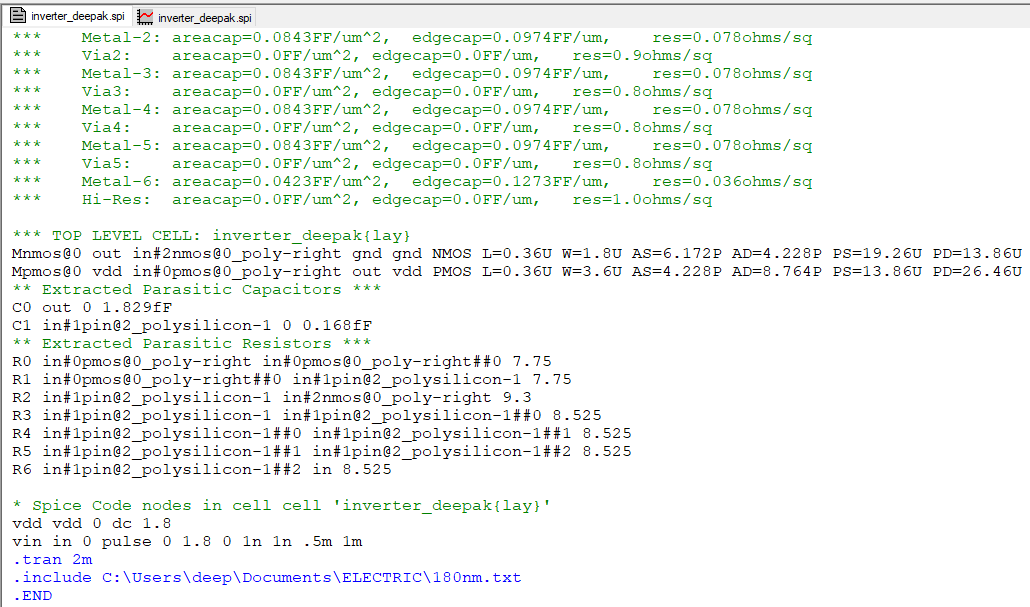 inverter_deepak.spi inverter_deepak.spi
*** Metal-2: areacap=0.0843FF/um^2, edgecap=0.0974FF/um, res=0.078ohms/sq
*** Via2: areacap=0.0FF/um^2, edgecap=0.0FF/um, res=0.9ohms/sq
*** Metal-3: areacap=0.0843FF/um^2, edgecap=0.0974FF/um, res=0.078ohms/sq
*** Via3: areacap=0.0FF/um^2, edgecap=0.0FF/um, res=0.8ohms/sq
*** Metal-4: areacap=0.0843FF/um^2, edgecap=0.0974FF/um, res=0.078ohms/sq
*** Via4: areacap=0.0FF/um^2, edgecap=0.0FF/um, res=0.8ohms/sq
*** Metal-5: areacap=0.0843FF/um^2, edgecap=0.0974FF/um, res=0.078ohms/sq
*** Via5: areacap=0.0FF/um^2, edgecap=0.0FF/um, res=0.8ohms/sq
*** Metal-6: areacap=0.0423FF/um^2, edgecap=0.1273FF/um, res=0.036ohms/sq
*** Hi-Res: areacap=0.0FF/um^2, edgecap=0.0FF/um, res=1.0ohms/sq
*** TOP LEVEL CELL: inverter_deepak{lay}
Mnmos@0 out in#2nmos@0_poly-right gnd gnd NMOS L=0.36U W=1.8U AS=6.172P AD=4.228P PS=19.26U PD=13.86U
Mpmos@0 vdd in#0pmos@0_poly-right out vdd PMOS L=0.36U W=3.6U AS=4.228P AD=8.764P PS=13.86U PD=26.46U
** Extracted Parasitic Capacitors ***
C0 out 0 1.829fF
C1 in#1pin@2_polysilicon-1 0 0.168fF
** Extracted Parasitic Resistors ***
R0 in#0pmos@0_poly-right in#0pmos@0_poly-right##0 7.75
R1 in#0pmos@0_poly-right##0 in#1pin@2_polysilicon-1 7.75
R2 in#1pin@2_polysilicon-1 in#2nmos@0_poly-right 9.3
R3 in#1pin@2_polysilicon-1 in#1pin@2_polysilicon-1##0 8.525
R4 in#1pin@2_polysilicon-1##0 in#1pin@2_polysilicon-1##1 8.525
R5 in#1pin@2_polysilicon-1##1 in#1pin@2_polysilicon-1##2 8.525
R6 in#1pin@2_polysilicon-1##2 in 8.525
* Spice Code nodes in cell cell 'inverter_deepak{lay}'
vdd vdd 0 dc 1.8
vin in 0 pulse 0 1.8 0 1n 1n .5m 1m
.tran 2m
.include C:\Users\deep\Documents\ELECTRIC\180nm.txt
.END